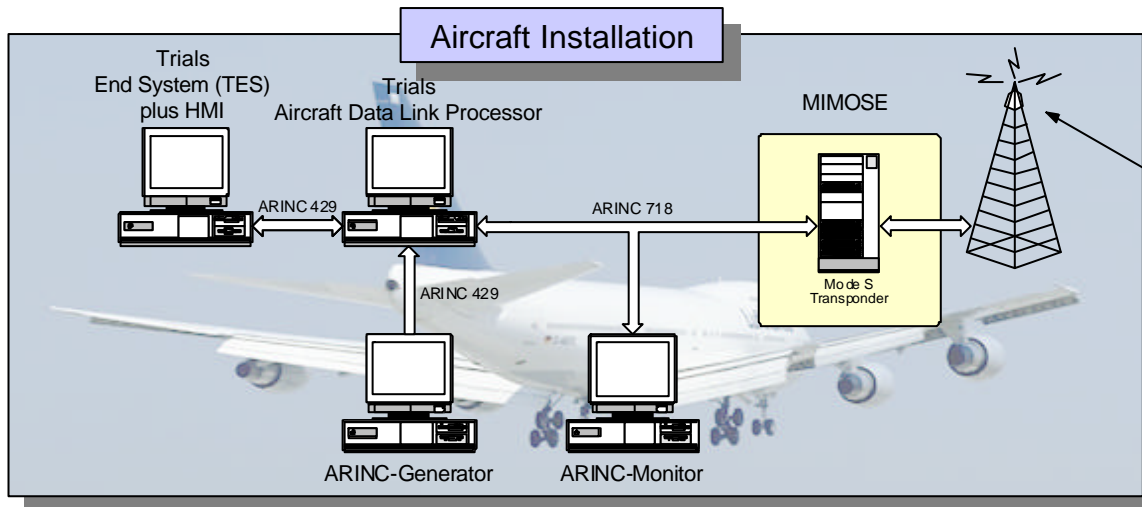 Aircraft Installation
Trials
End System (TES)
plus HMI
Trials
Aircraft Data Link Processor
MIMOSE
ARINC 429
ARINC 718
ARINC 429
Mode S
Transponder
ARINC-Generator
ARINC-Monitor